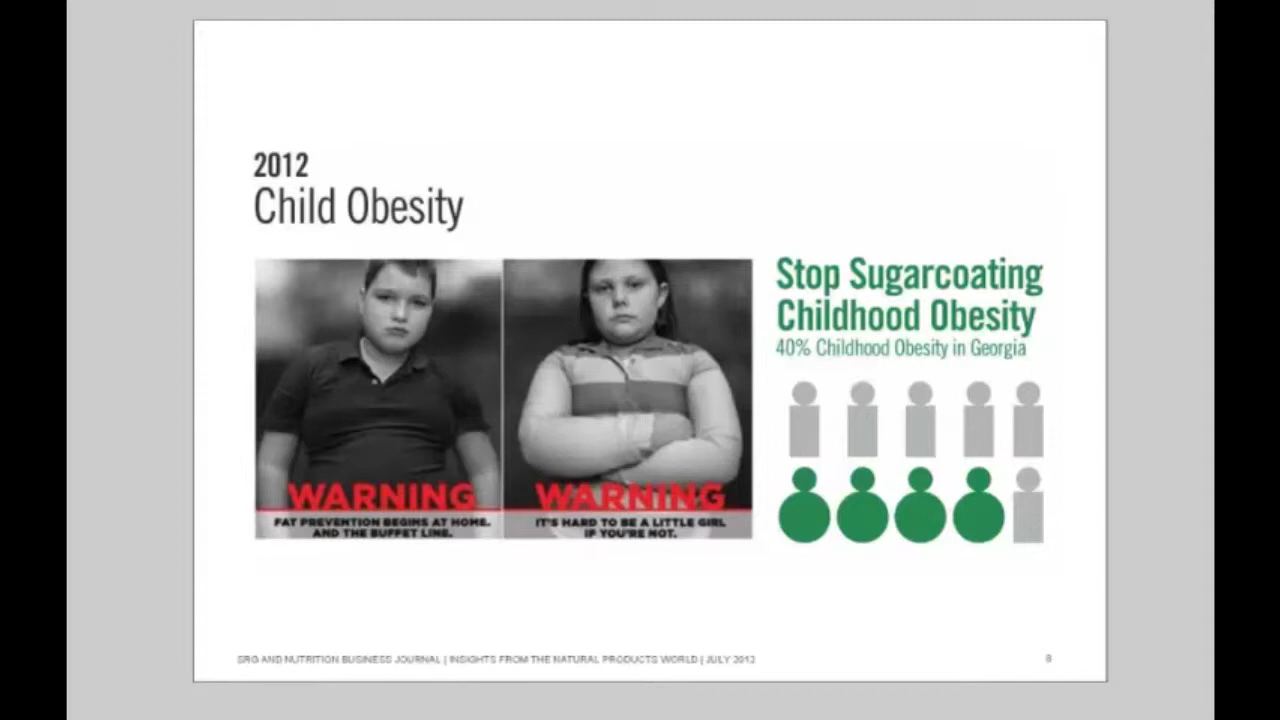 2012
Child Obesity
Stop Sugarcoating
Childhood Obesity
40% Childhood Obesity in Georgia
WARNING
FAT PREVENTION BEGINS AT HOME.
AND THE BUFFET LINE.
WARNING
IT'S HARD TO BE A LITTLE GIRL
IF YOU'RE NOT.
SRG AND NUTRITION BUSINESS JOURNAL | INSIGHTS FROM THE NATURAL PRODUCTS WORLD | JULY 2012